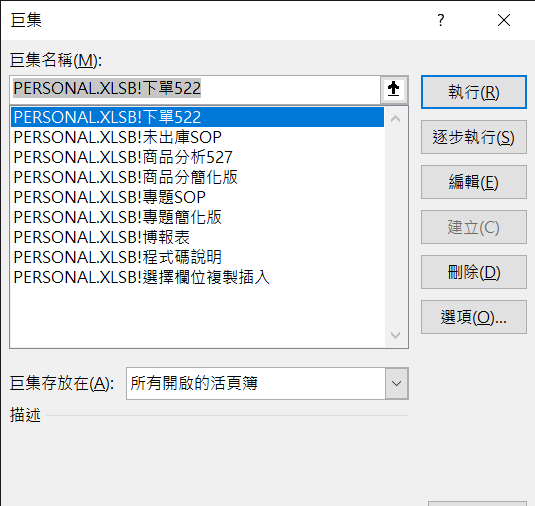 巨集
巨集名稱(M):
PERSONAL.XLSB!下單522
PERSONAL.XLSB!下單522
PERSONAL.XLSB!未出庫SOP
PERSONAL.XLSB!商品分析527
PERSONAL.XLSB!商品分簡化版
PERSONAL.XLSB!專題SOP
PERSONAL.XLSB!專題簡化版
PERSONAL.XLSB!博報表
PERSONAL.XLSB!程式碼說明
PERSONAL.XLSB!選擇欄位複製插入
執行(R)
逐步執行(S)
編輯(E)
建立(C)
刪除(D)
選項(O)...
巨集存放在(A):
所有開啟的活頁簿
描述